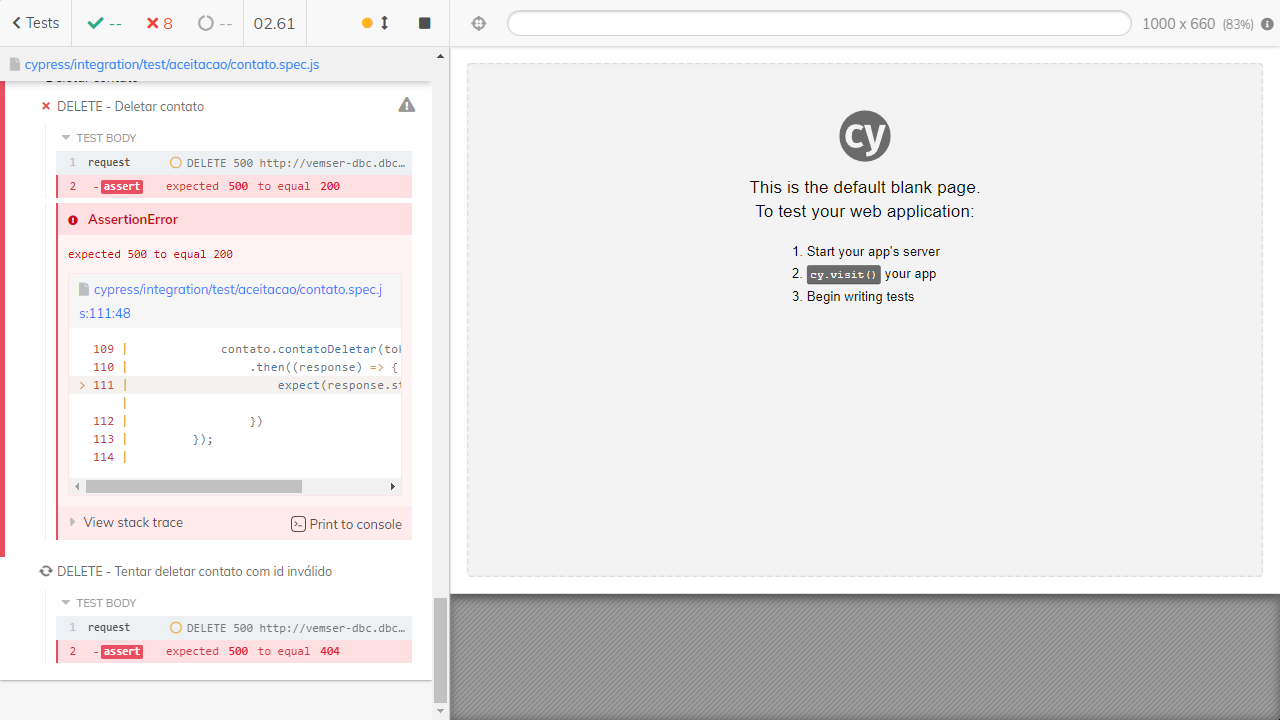 Tests
--
8
--
02.61
1000 x 660 (83%)
cypress/integration/test/aceitacao/contato.spec.js
Deletar contato
DELETE - Deletar contato
TEST BODY
1 request DELETE 500 http://vemser-dbc.dbc…
2 -assert expected 500 to equal 200
AssertionError
expected 500 to equal 200
cypress/integration/test/aceitacao/contato.spec.j
s:111:48
109 | contato.contatoDeletar(tok
110 | .then((response) => {
> 111 | expect(response.st
|
112 | })
113 | });
114 |
View stack trace
Print to console
DELETE - Tentar deletar contato com id inválido
TEST BODY
1 request DELETE 500 http://vemser-dbc.dbc…
2 -assert expected 500 to equal 404
cy
This is the default blank page.
To test your web application:
1. Start your app's server
2. cy.visit() your app
3. Begin writing tests